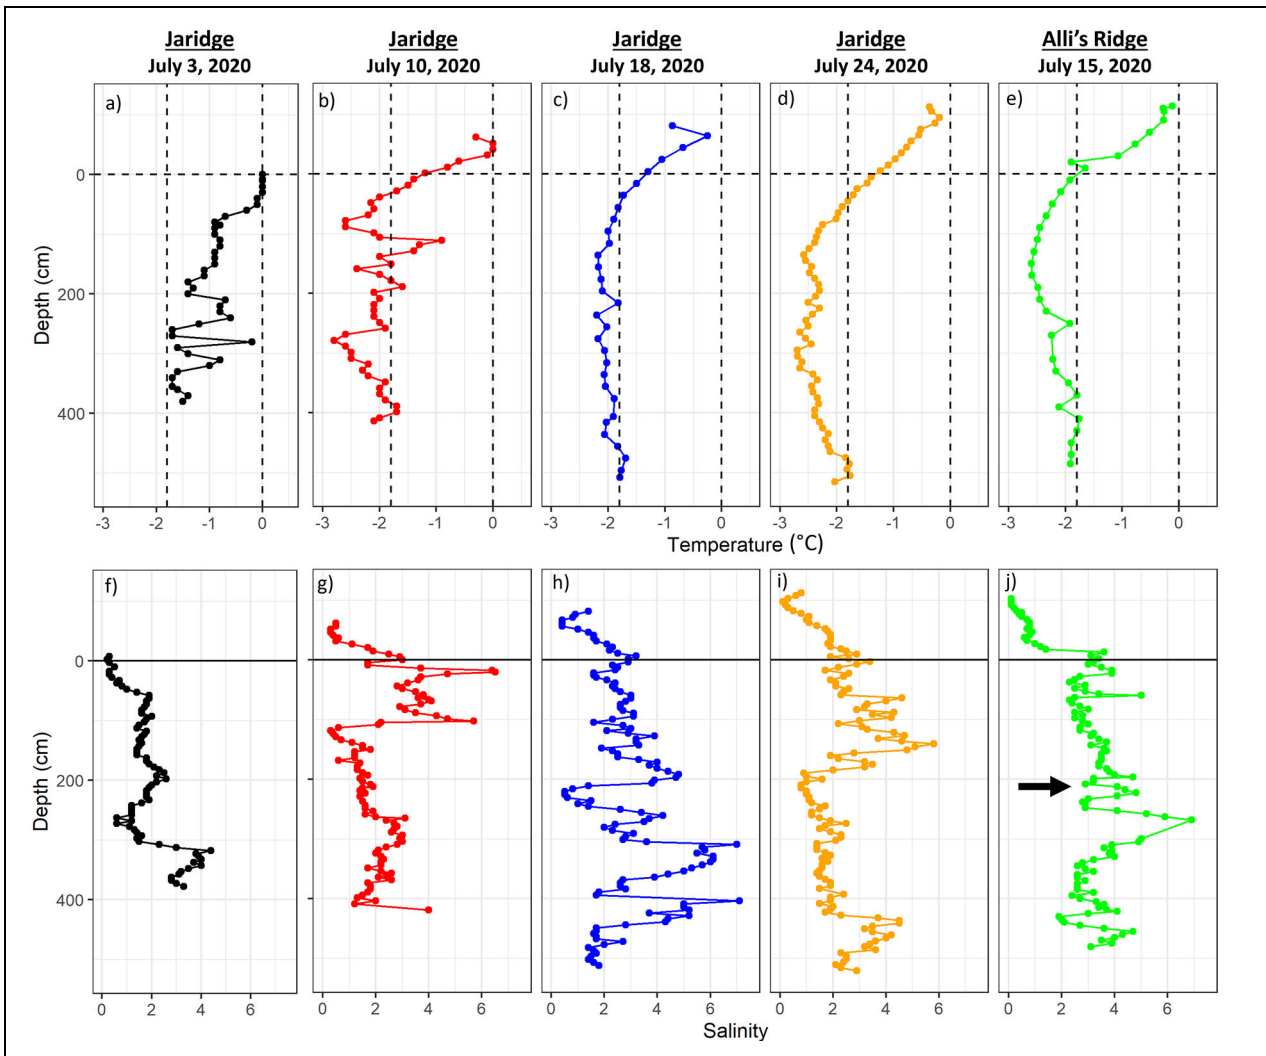 Jaridge Jaridge Jaridge Jaridge Alli's Ridge
July 3, 2020 July 10, 2020 July 18, 2020 July 24, 2020 July 15, 2020
a) b) c) d) e)
0
200
400
Depth (cm)
-3 -2 -1 0 -3 -2 -1 0 -3 -2 -1 0 -3 -2 -1 0 -3 -2 -1 0
Temperature (°C)
f) g) h) i) j)
0
200
400
Depth (cm)
0 2 4 6 0 2 4 6 0 2 4 6 0 2 4 6 0 2 4 6
Salinity